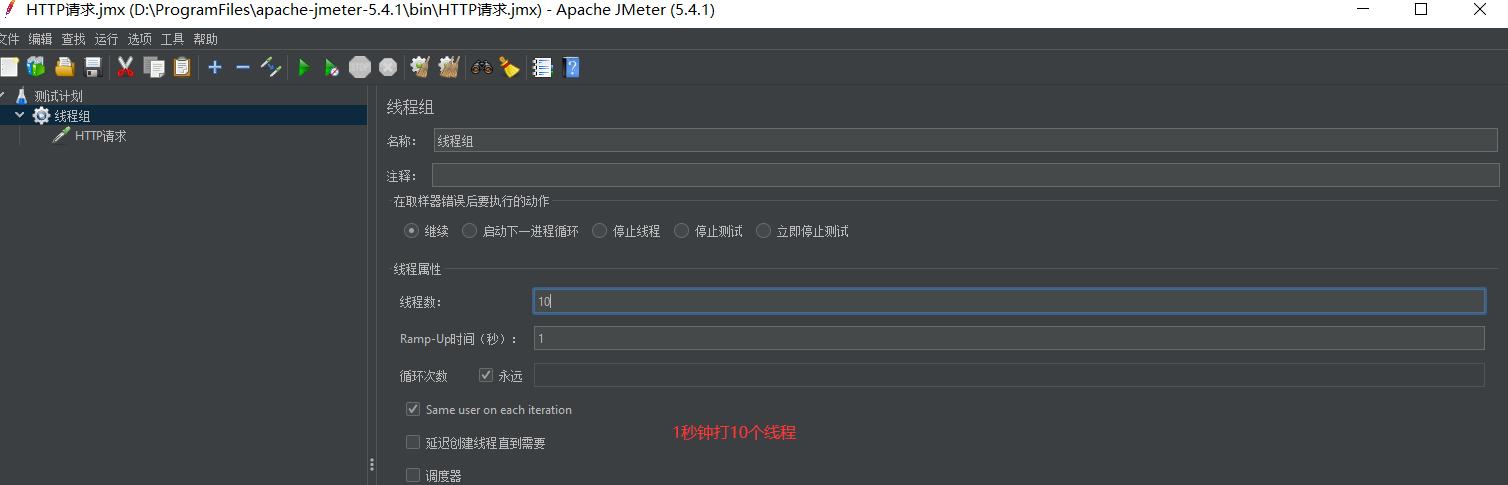 HTTP请求.jmx (D:\ProgramFiles\apache-jmeter-5.4.1\bin\HTTP请求.jmx) - Apache JMeter (5.4.1)
文件 编辑 查找 运行 选项 工具 帮助
STOP
测试计划
线程组
HTTP请求
线程组
名称： 线程组
注释：
在取样器错误后要执行的动作
继续 启动下一进程循环 停止线程 停止测试 立即停止测试
线程属性
线程数： 10
Ramp-Up时间（秒）： 1
循环次数 永远
Same user on each iteration
1秒钟打10个线程
延迟创建线程直到需要
调度器